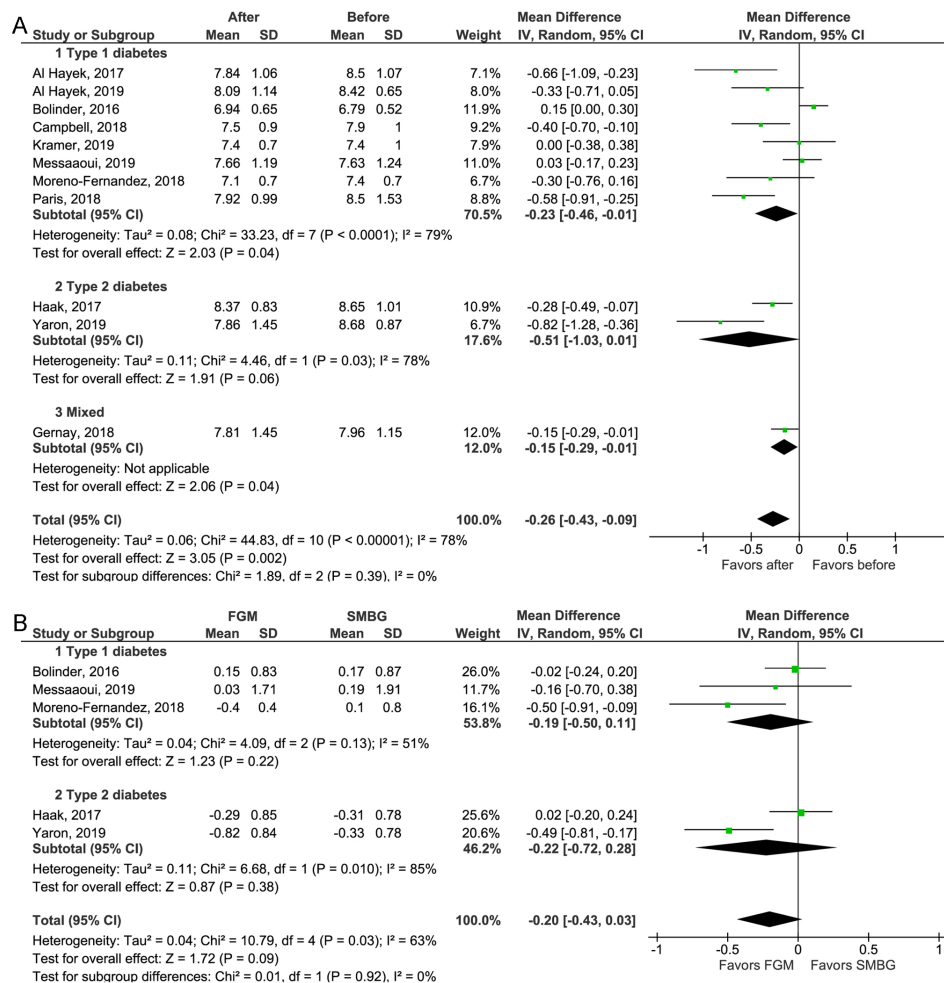 A
After Before Mean Difference Mean Difference
Study or Subgroup Mean SD Mean SD Weight IV, Random, 95% CI IV, Random, 95% CI
1 Type 1 diabetes
Al Hayek, 2017 7.84 1.06 8.5 1.07 7.1% -0.66 [-1.09, -0.23]
Al Hayek, 2019 8.09 1.14 8.42 0.65 8.0% -0.33 [-0.71, 0.05]
Bolinder, 2016 6.94 0.65 6.79 0.52 11.9% 0.15 [0.00, 0.30]
Campbell, 2018 7.5 0.9 7.9 1 9.2% -0.40 [-0.70, -0.10]
Kramer, 2019 7.4 0.7 7.4 1 7.9% 0.00 [-0.38, 0.38]
Messaaoui, 2019 7.66 1.19 7.63 1.24 11.0% 0.03 [-0.17, 0.23]
Moreno-Fernandez, 2018 7.1 0.7 7.4 0.7 6.7% -0.30 [-0.76, 0.16]
Paris, 2018 7.92 0.99 8.5 1.53 8.8% -0.58 [-0.91, -0.25]
Subtotal (95% CI) 70.5% -0.23 [-0.46, -0.01]
Heterogeneity: Tau² = 0.08; Chi² = 33.23, df = 7 (P < 0.0001); I² = 79%
Test for overall effect: Z = 2.03 (P = 0.04)
2 Type 2 diabetes
Haak, 2017 8.37 0.83 8.65 1.01 10.9% -0.28 [-0.49, -0.07]
Yaron, 2019 7.86 1.45 8.68 0.87 6.7% -0.82 [-1.28, -0.36]
Subtotal (95% CI) 17.6% -0.51 [-1.03, 0.01]
Heterogeneity: Tau² = 0.11; Chi² = 4.46, df = 1 (P = 0.03); I² = 78%
Test for overall effect: Z = 1.91 (P = 0.06)
3 Mixed
Gernay, 2018 7.81 1.45 7.96 1.15 12.0% -0.15 [-0.29, -0.01]
Subtotal (95% CI) 12.0% -0.15 [-0.29, -0.01]
Heterogeneity: Not applicable
Test for overall effect: Z = 2.06 (P = 0.04)
Total (95% CI) 100.0% -0.26 [-0.43, -0.09]
Heterogeneity: Tau² = 0.06; Chi² = 44.83, df = 10 (P < 0.00001); I² = 78%
Test for overall effect: Z = 3.05 (P = 0.002)
Test for subgroup differences: Chi² = 1.89, df = 2 (P = 0.39), I² = 0%
-1 -0.5 0 0.5 1
Favors after Favors before
B
FGM SMBG Mean Difference Mean Difference
Study or Subgroup Mean SD Mean SD Weight IV, Random, 95% CI IV, Random, 95% CI
1 Type 1 diabetes
Bolinder, 2016 0.15 0.83 0.17 0.87 26.0% -0.02 [-0.24, 0.20]
Messaaoui, 2019 0.03 1.71 0.19 1.91 11.7% -0.16 [-0.70, 0.38]
Moreno-Fernandez, 2018 -0.4 0.4 0.1 0.8 16.1% -0.50 [-0.91, -0.09]
Subtotal (95% CI) 53.8% -0.19 [-0.50, 0.11]
Heterogeneity: Tau² = 0.04; Chi² = 4.09, df = 2 (P = 0.13); I² = 51%
Test for overall effect: Z = 1.23 (P = 0.22)
2 Type 2 diabetes
Haak, 2017 -0.29 0.85 -0.31 0.78 25.6% 0.02 [-0.20, 0.24]
Yaron, 2019 -0.82 0.84 -0.33 0.78 20.6% -0.49 [-0.81, -0.17]
Subtotal (95% CI) 46.2% -0.22 [-0.72, 0.28]
Heterogeneity: Tau² = 0.11; Chi² = 6.68, df = 1 (P = 0.010); I² = 85%
Test for overall effect: Z = 0.87 (P = 0.38)
Total (95% CI) 100.0% -0.20 [-0.43, 0.03]
Heterogeneity: Tau² = 0.04; Chi² = 10.79, df = 4 (P = 0.03); I² = 63%
Test for overall effect: Z = 1.72 (P = 0.09)
Test for subgroup differences: Chi² = 0.01, df = 1 (P = 0.92), I² = 0%
-1 -0.5 0 0.5 1
Favors FGM Favors SMBG